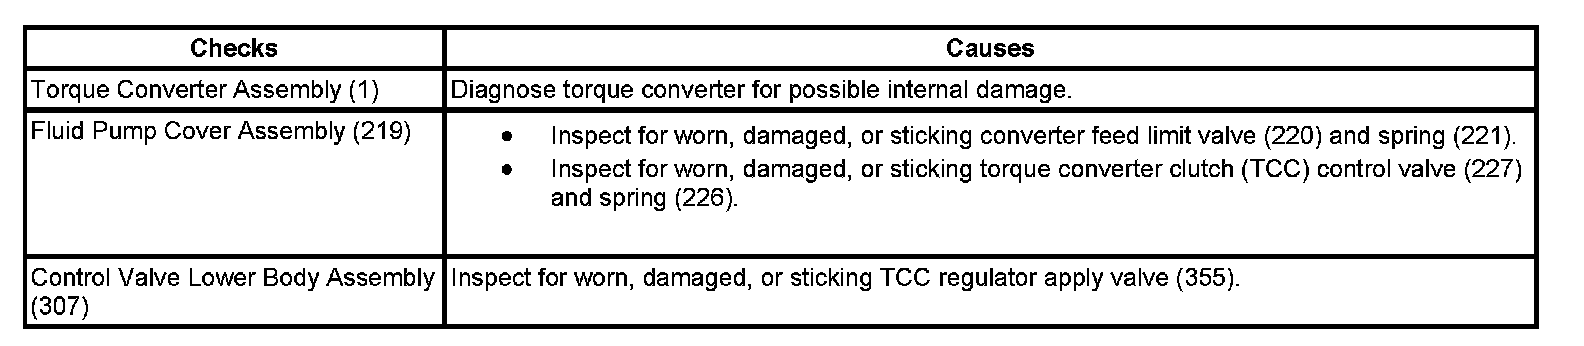 Checks
Causes
Torque Converter Assembly (1)
Diagnose torque converter for possible internal damage.
Fluid Pump Cover Assembly (219)
• Inspect for worn, damaged, or sticking converter feed limit valve (220) and spring (221).
• Inspect for worn, damaged, or sticking torque converter clutch (TCC) control valve (227)
and spring (226).
Control Valve Lower Body Assembly
(307)
Inspect for worn, damaged, or sticking TCC regulator apply valve (355).